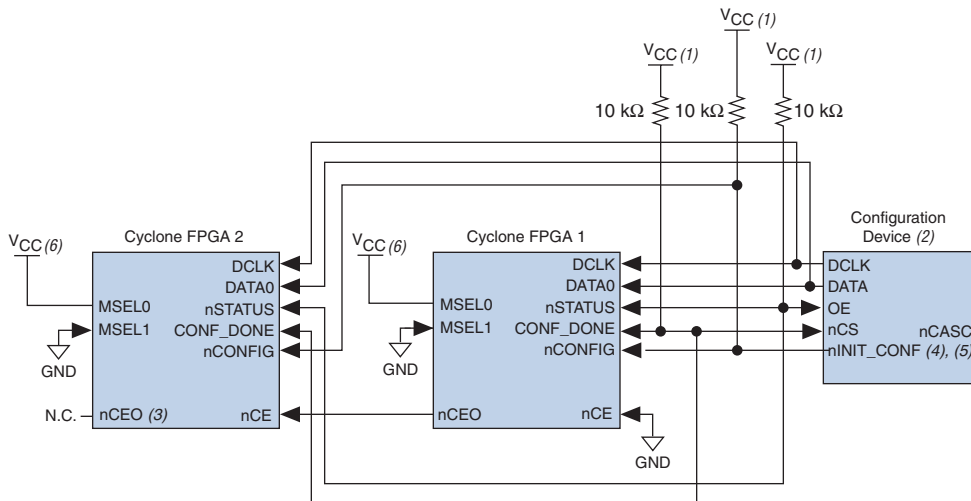 VCC (1)
VCC (1)
VCC (1)
10 kΩ
10 kΩ
10 kΩ
Cyclone FPGA 2
VCC (6)
MSEL0
MSEL1
GND
N.C.
nCEO (3)
DCLK
DATA0
nSTATUS
CONF_DONE
nCONFIG
nCE
Cyclone FPGA 1
VCC (6)
MSEL0
MSEL1
GND
nCEO
DCLK
DATA0
nSTATUS
CONF_DONE
nCONFIG
nCE
GND
Configuration
Device (2)
DCLK
DATA
OE
nCS
nCASC
nINIT_CONF (4), (5)